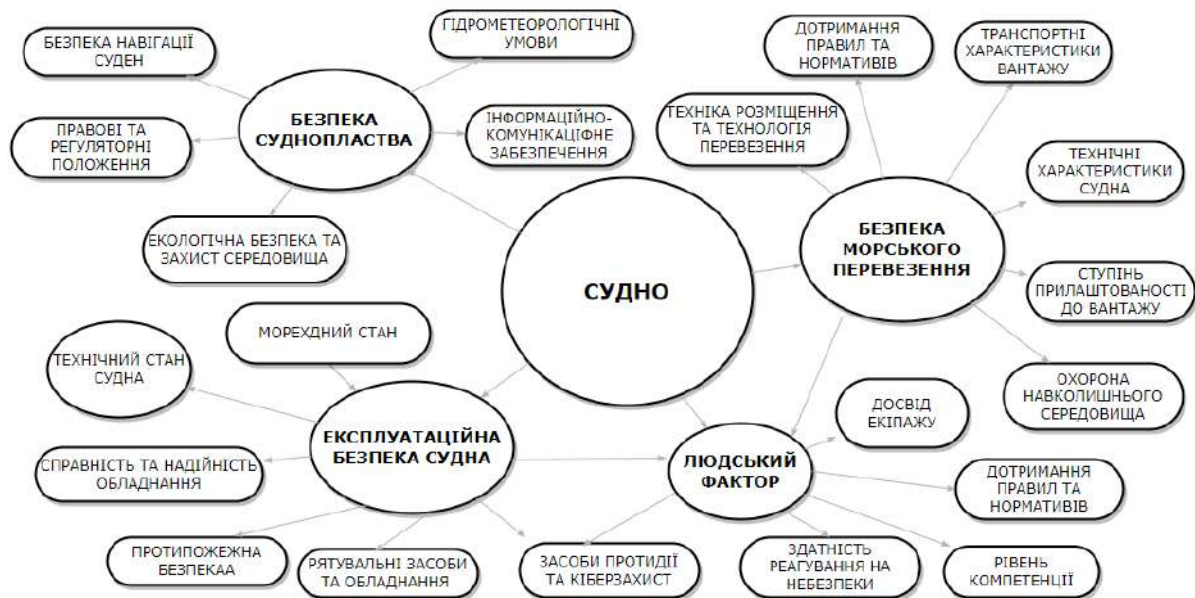 БЕЗПЕКА НАВІГАЦІЇ
СУДЕН
ГІДРОМЕТЕОРОЛОГІЧНІ
УМОВИ
БЕЗПЕКА
СУДНОПЛАСТВА
ПРАВОВІ ТА
РЕГУЛЯТОРНІ
ПОЛОЖЕННЯ
ІНФОРМАЦІЙНО-
КОМУНІКАЦІФНЕ
ЗАБЕЗПЕЧЕННЯ
ЕКОЛОГІЧНА БЕЗПЕКА ТА
ЗАХИСТ СЕРЕДОВИЩА
ДОТРИМАННЯ
ПРАВИЛ ТА
НОРМАТИВІВ
ТРАНСПОРТНІ
ХАРАКТЕРИСТИКИ
ВАНТАЖУ
ТЕХНІКА РОЗМІЩЕННЯ
ТА ТЕХНОЛОГІЯ
ПЕРЕВЕЗЕННЯ
ТЕХНІЧНІ
ХАРАКТЕРИСТИКИ
СУДНА
БЕЗПЕКА
МОРСЬКОГО
ПЕРЕВЕЗЕННЯ
СТУПІНЬ
ПРИЛАШТОВАНОСТІ
ДО ВАНТАЖУ
ОХОРОНА
НАВКОЛИШНЬОГО
СЕРЕДОВИЩА
СУДНО
МОРЕХДНИЙ СТАН
ТЕХНІЧНИЙ СТАН
СУДНА
ЕКСПЛУАТАЦІЙНА
БЕЗПЕКА СУДНА
СПРАВНІСТЬ ТА НАДІЙНІСТЬ
ОБЛАДНАННЯ
ПРОТИПОЖЕЖНА
БЕЗПЕКАА
РЯТУВАЛЬНІ ЗАСОБИ
ТА ОБЛАДНАННЯ
ЗАСОБИ ПРОТИДІЇ
ТА КІБЕРЗАХИСТ
ЛЮДСЬКИЙ
ФАКТОР
ДОСВІД
ЕКІПАЖУ
ДОТРИМАННЯ
ПРАВИЛ ТА
НОРМАТИВІВ
ЗДАТНІСТЬ
РЕАГУВАННЯ НА
НЕБЕЗПЕКИ
РІВЕНЬ
КОМПЕТЕНЦІЇ